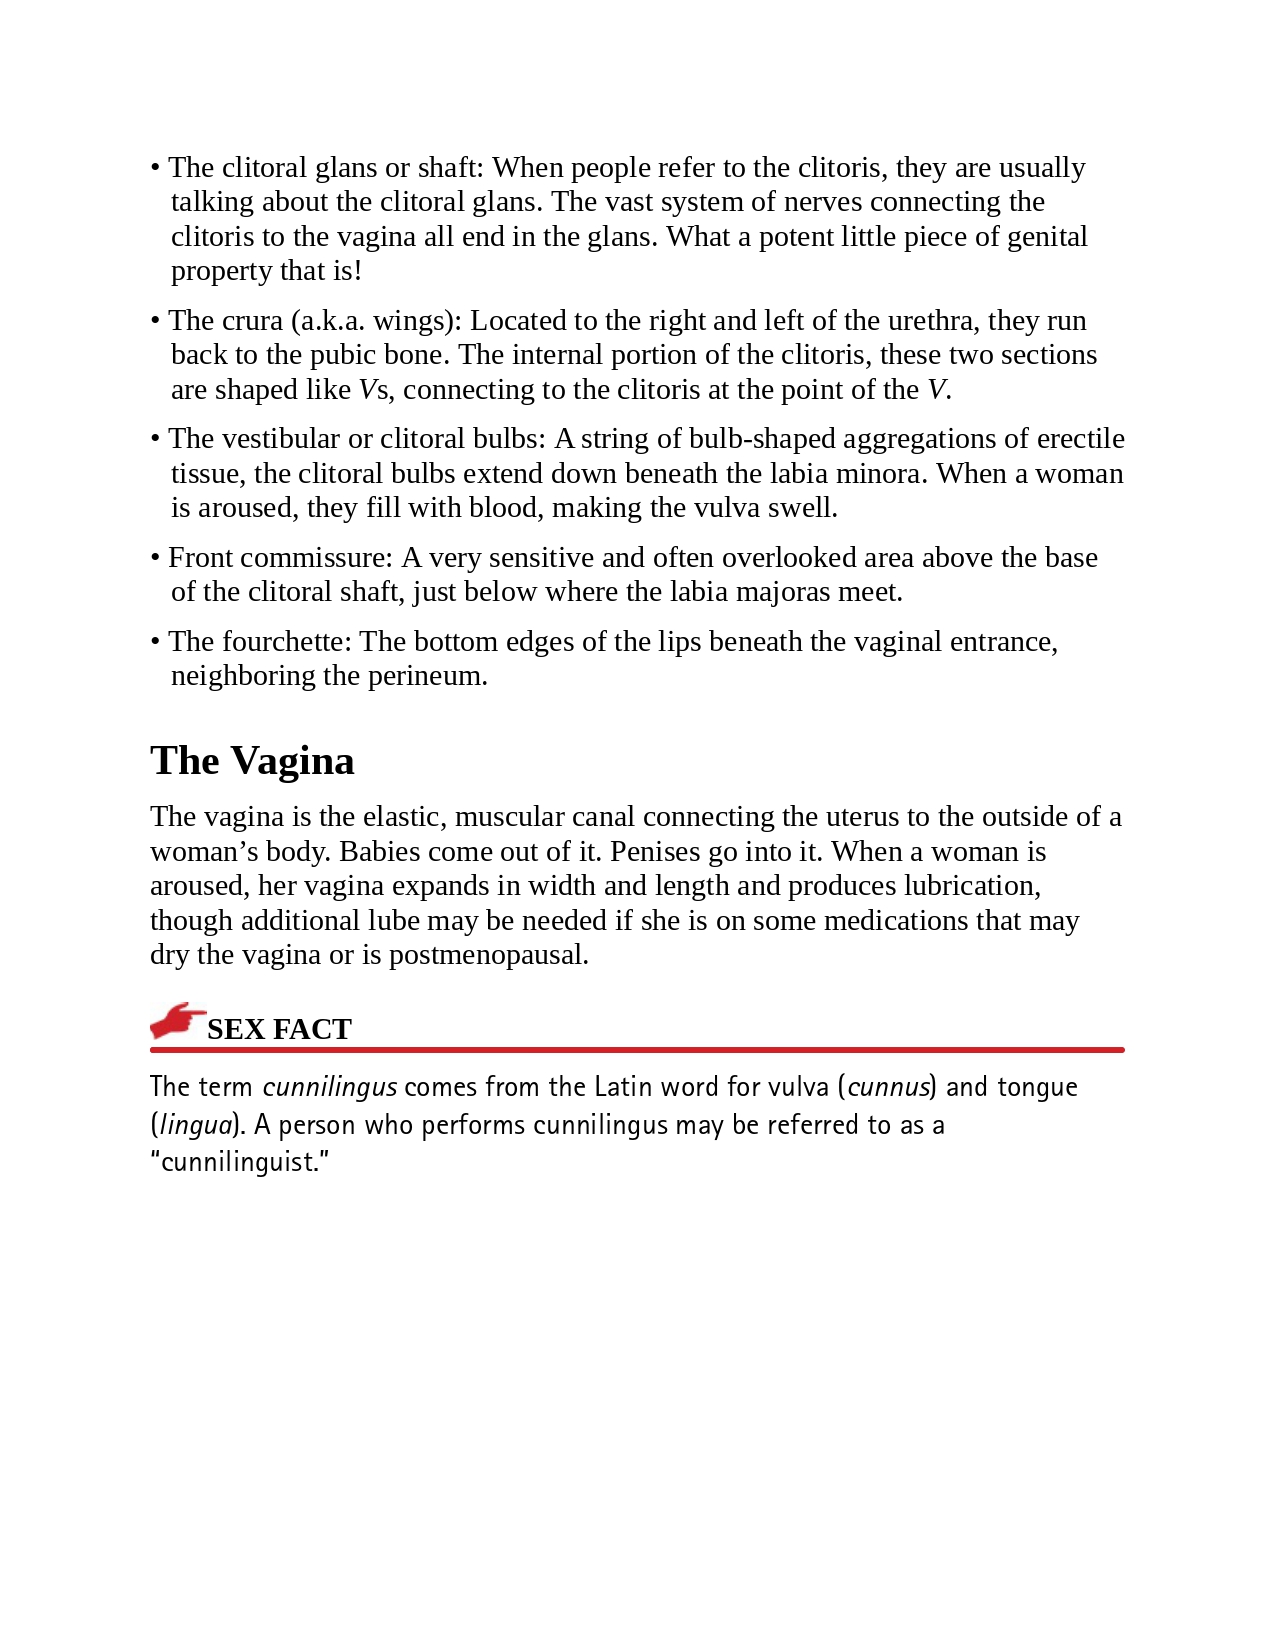 • The clitoral glans or shaft: When people refer to the clitoris, they are usually
talking about the clitoral glans. The vast system of nerves connecting the
clitoris to the vagina all end in the glans. What a potent little piece of genital
property that is!
• The crura (a.k.a. wings): Located to the right and left of the urethra, they run
back to the pubic bone. The internal portion of the clitoris, these two sections
are shaped like Vs, connecting to the clitoris at the point of the V.
• The vestibular or clitoral bulbs: A string of bulb-shaped aggregations of erectile
tissue, the clitoral bulbs extend down beneath the labia minora. When a woman
is aroused, they fill with blood, making the vulva swell.
• Front commissure: A very sensitive and often overlooked area above the base
of the clitoral shaft, just below where the labia majoras meet.
• The fourchette: The bottom edges of the lips beneath the vaginal entrance,
neighboring the perineum.
The Vagina
The vagina is the elastic, muscular canal connecting the uterus to the outside of a
woman’s body. Babies come out of it. Penises go into it. When a woman is
aroused, her vagina expands in width and length and produces lubrication,
though additional lube may be needed if she is on some medications that may
dry the vagina or is postmenopausal.
SEX FACT
The term cunnilingus comes from the Latin word for vulva (cunnus) and tongue
(lingua). A person who performs cunnilingus may be referred to as a
“cunnilinguist.”